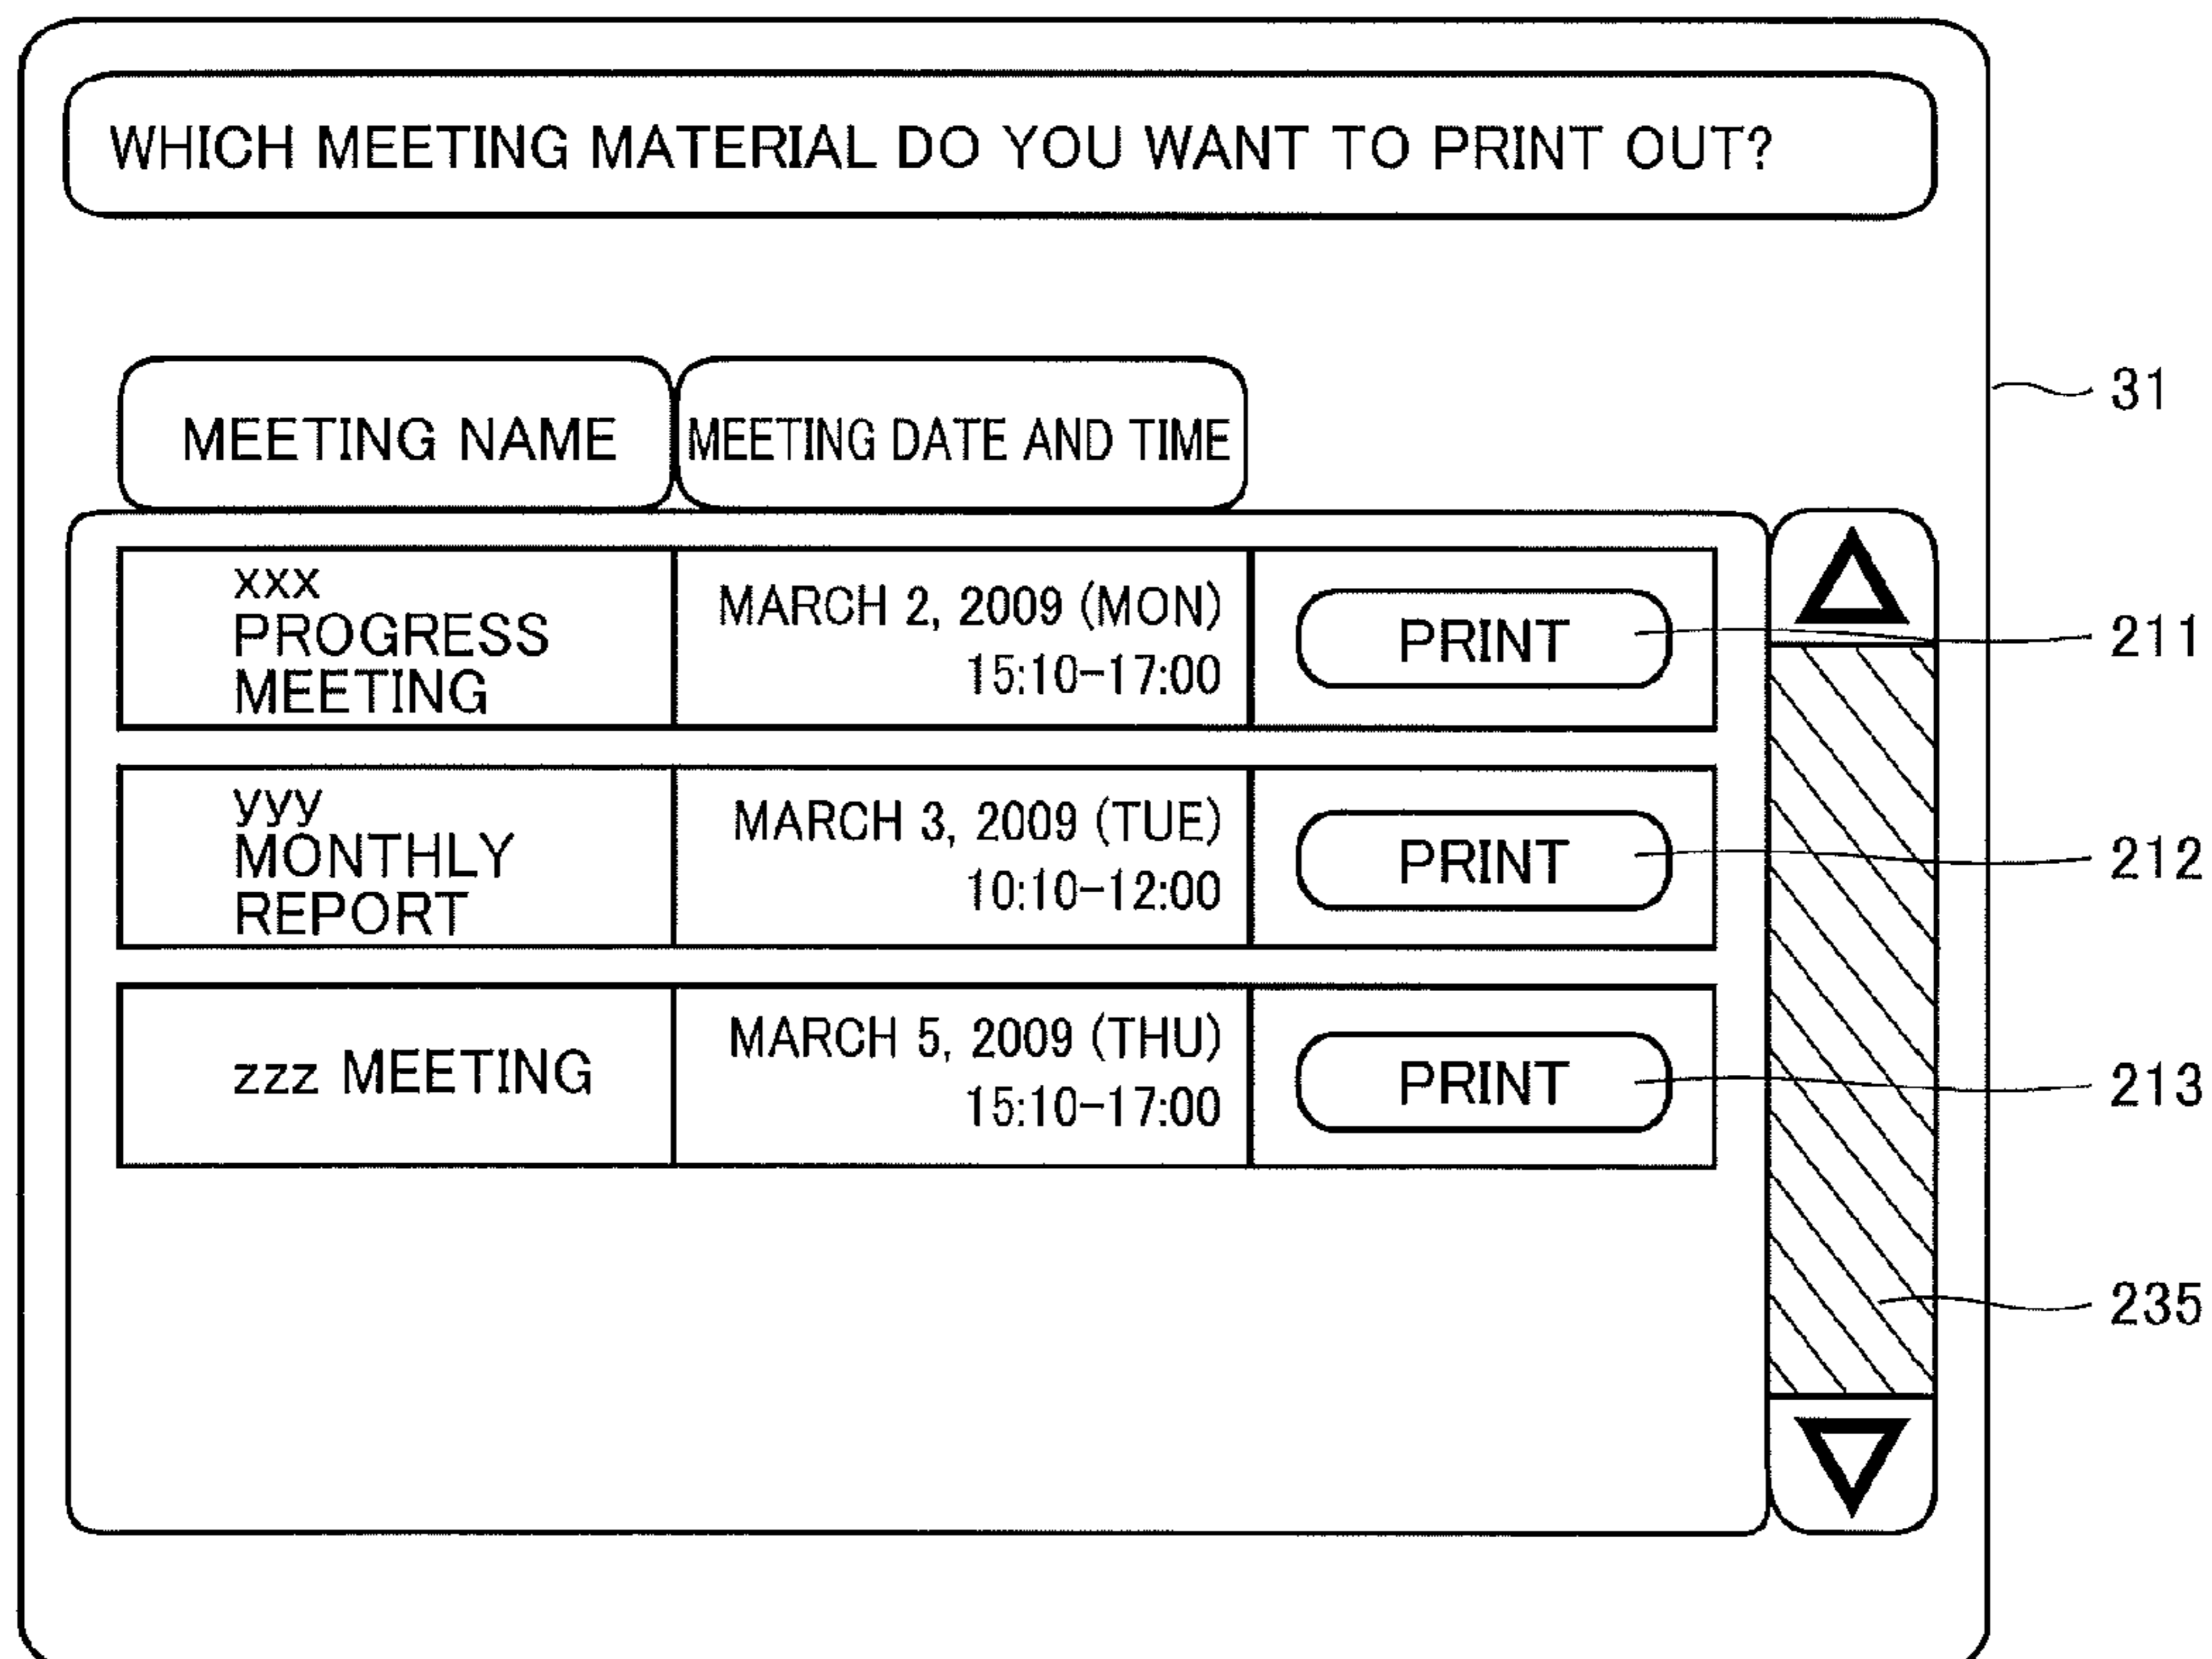 WHICH MEETING MATERIAL DO YOU WANT TO PRINT OUT?
31
MEETING NAME
MEETING DATE AND TIME
xxx
PROGRESS
MEETING
MARCH 2, 2009 (MON)
15:10-17:00
PRINT
211
yyy
MONTHLY
REPORT
MARCH 3, 2009 (TUE)
10:10-12:00
PRINT
212
zzz MEETING
MARCH 5, 2009 (THU)
15:10-17:00
PRINT
213
235